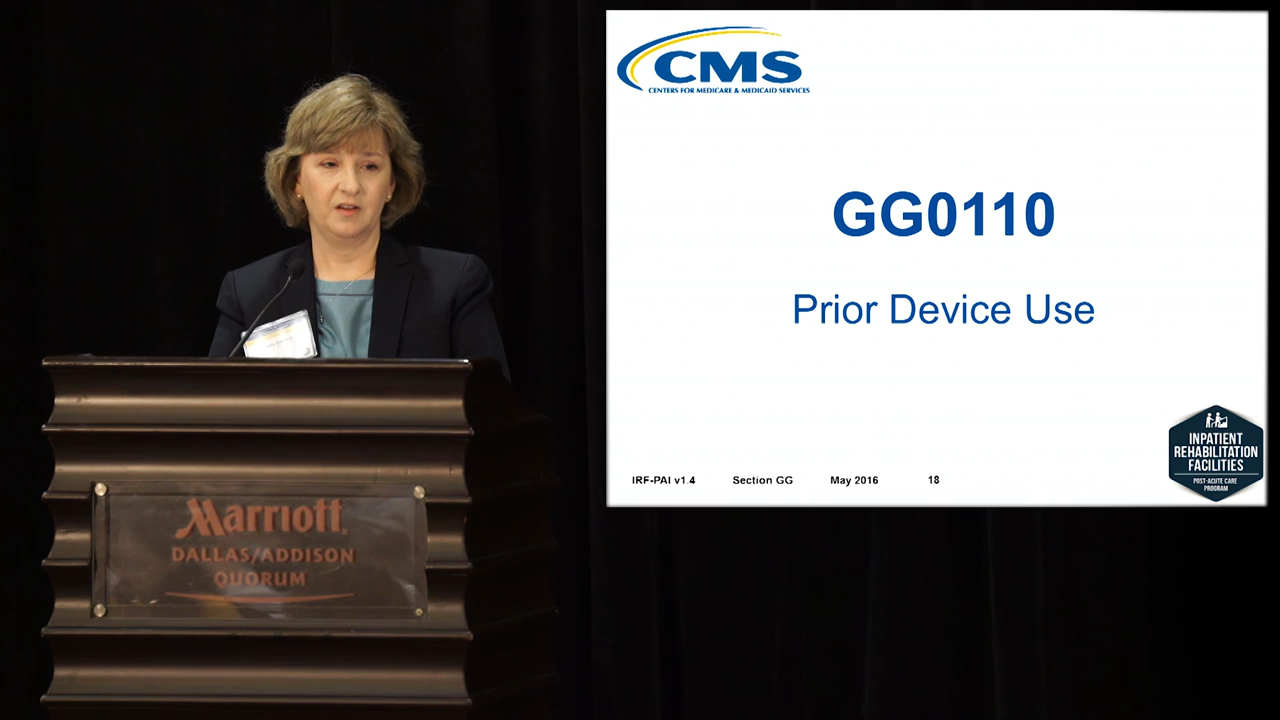 CMS
CENTERS FOR MEDICARE & MEDICAID SERVICES
GG0110
Prior Device Use
INPATIENT
REHABILITATION
FACILITIES
POST-ACUTE CARE
PROGRAM
IRF-PAI v1.4 Section GG May 2016 18
Marriott
DALLAS/ADDISON
QUORUM